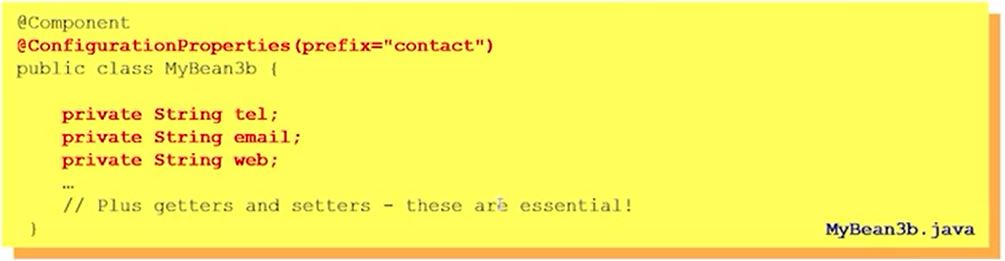 @Component
@ConfigurationProperties(prefix="contact")
public class MyBean3b {
private String tel;
private String email;
private String web;
…
// Plus getters and setters - these are essential!
}
MyBean3b.java